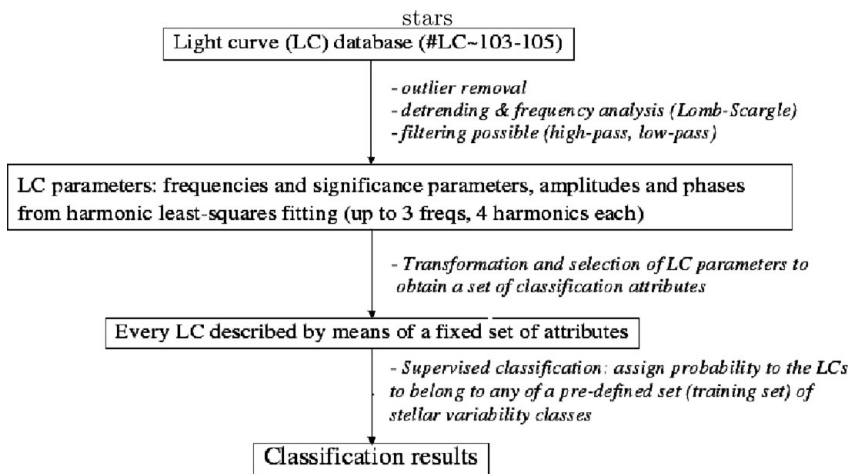 stars
Light curve (LC) database (#LC~103-105)
- outlier removal
- detrending & frequency analysis (Lomb-Scargle)
- filtering possible (high-pass, low-pass)
LC parameters: frequencies and significance parameters, amplitudes and phases
from harmonic least-squares fitting (up to 3 freqs, 4 harmonics each)
- Transformation and selection of LC parameters to
obtain a set of classification attributes
Every LC described by means of a fixed set of attributes
- Supervised classification: assign probability to the LCs
to belong to any of a pre-defined set (training set) of
stellar variability classes
Classification results